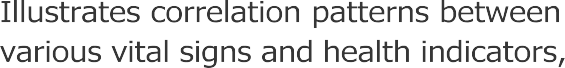 Illustrates correlation patterns between
various vital signs and health indicators,